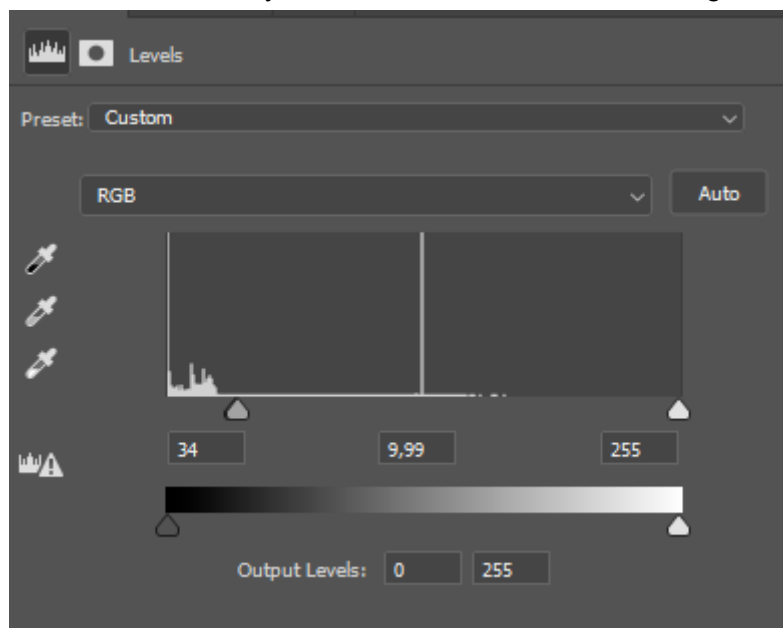 Levels
Preset: Custom
RGB
Auto
34 9,99 255
Output Levels: 0 255